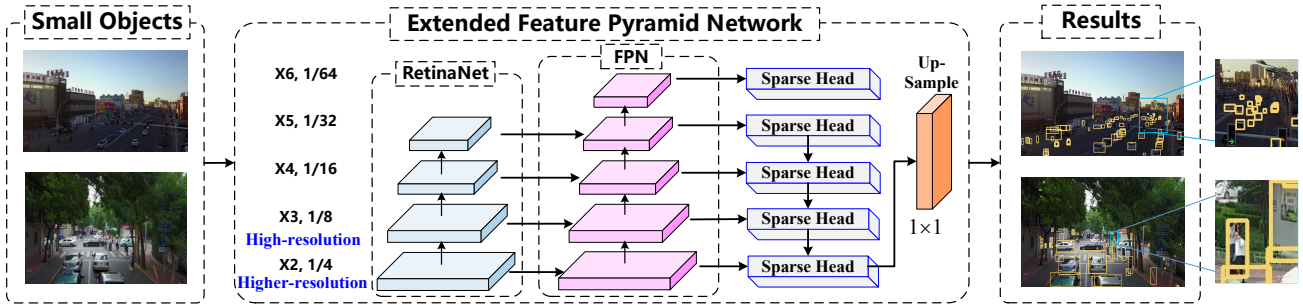 Small Objects
Extended Feature Pyramid Network
Results
RetinaNet
FPN
Up-
Sample
X6, 1/64
Sparse Head
X5, 1/32
Sparse Head
X4, 1/16
Sparse Head
X3, 1/8
High-resolution
Sparse Head
1×1
X2, 1/4
Higher-resolution
Sparse Head